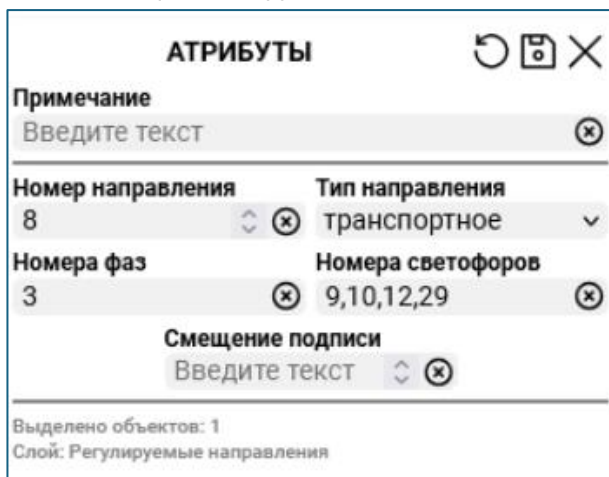 АТРИБУТЫ
Примечание
Введите текст
Номер направления Тип направления
8 транспортное
Номера фаз Номера светофоров
3 9,10,12,29
Смещение подписи
Введите текст
Выделено объектов: 1
Слой: Регулируемые направления